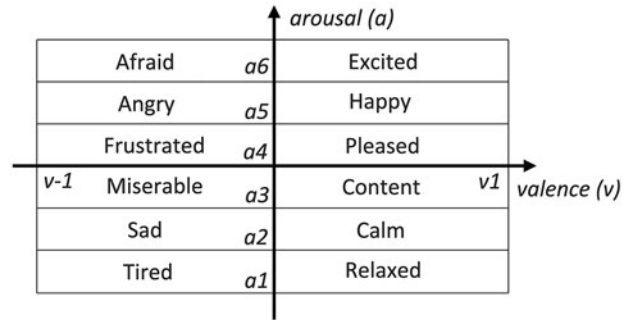 arousal (a)
Afraid a6 Excited
Angry a5 Happy
Frustrated a4 Pleased
v-1 Miserable a3 Content v1 valence (v)
Sad a2 Calm
Tired a1 Relaxed